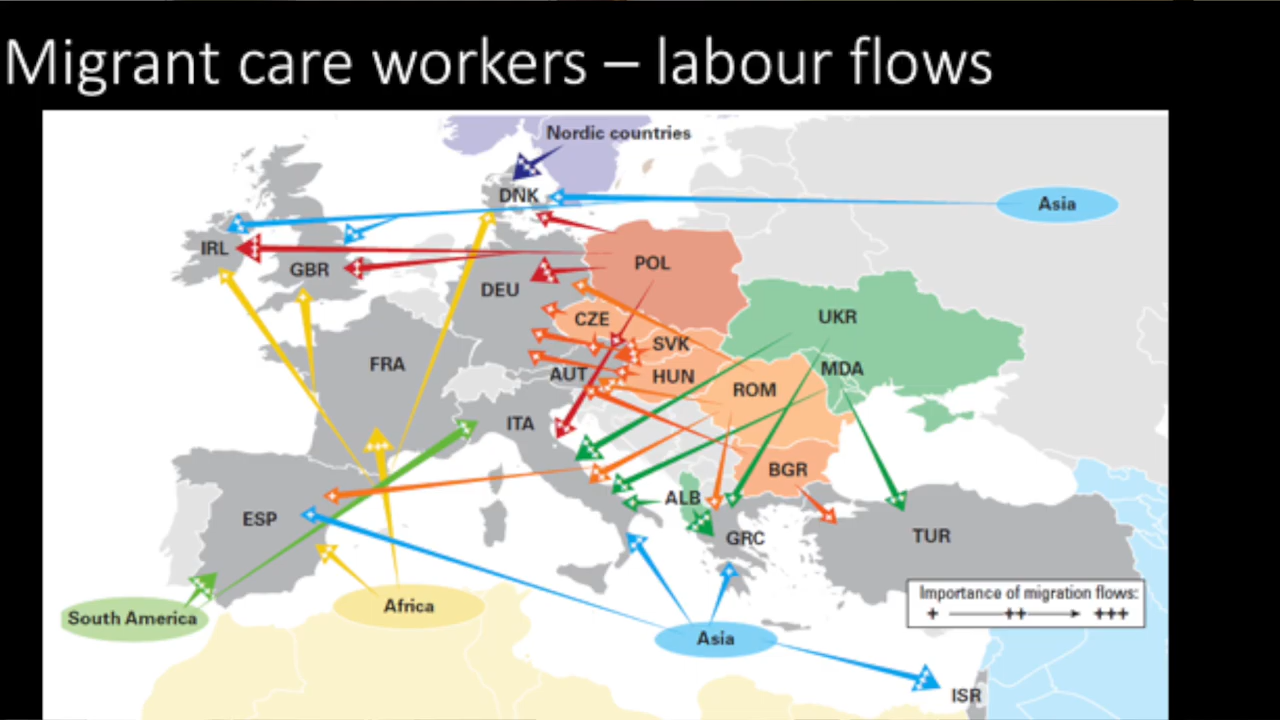 Migrant care workers – labour flows
Nordic countries
DNK
Asia
IRL
GBR
POL
DEU
CZE
UKR
SVK
FRA
AUT
HUN
MDA
ROM
ITA
BGR
ALB
ESP
GRC
TUR
Importance of migration flows:
+ ++ +++
South America
Africa
Asia
ISR